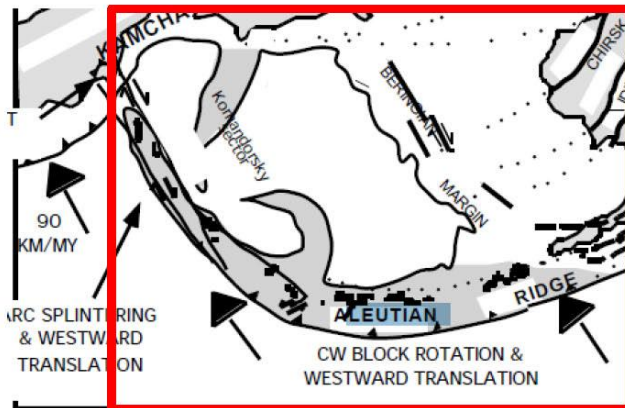 KAMCHA
CHIRSK
BERINGIAN
Komandorsky
sector
T
MARGIN
90
KM/MY
RIDGE
ALEUTIAN
ARC SPLINTERING
& WESTWARD
TRANSLATION
CW BLOCK ROTATION &
WESTWARD TRANSLATION